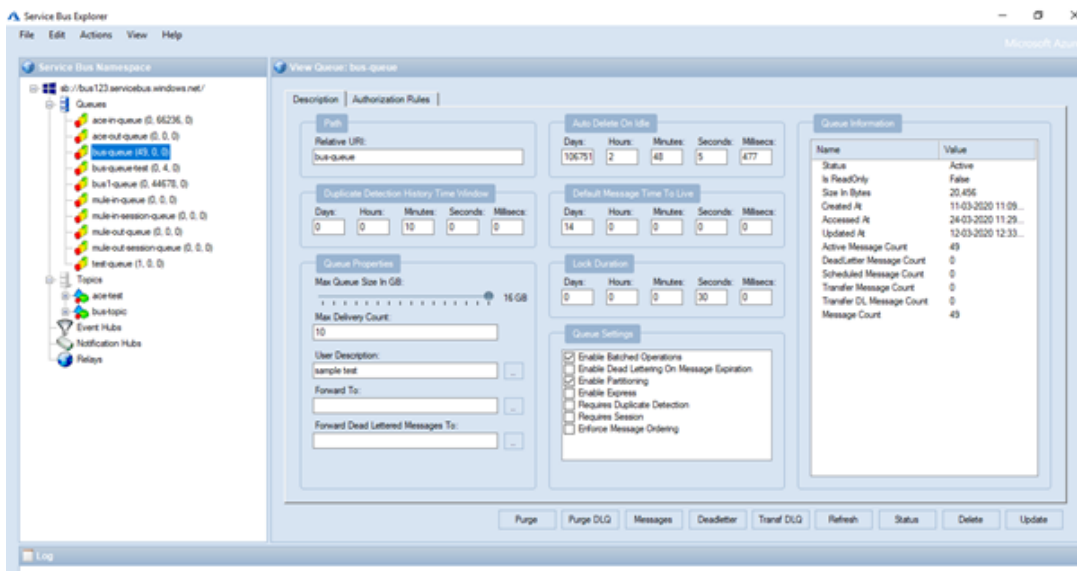 Service Bus Explorer
File Edit Actions View Help
Microsoft Azur
Service Bus Namespace
sb://bus123.servicebus.windows.net/
Queues
ace-in-queue (0, 66236, 0)
ace-out-queue (0, 0, 0)
bus-queue (49, 0, 0)
bus-queue-test (0, 4, 0)
bus1-queue (0, 44678, 0)
mule-in-queue (0, 0, 0)
mule-in-session-queue (0, 0, 0)
mule-out-queue (0, 0, 0)
mule-out-session-queue (0, 0, 0)
test-queue (1, 0, 0)
Topics
ace-test
bus-topic
Event Hubs
Notification Hubs
Relays
View Queue: bus-queue
Description Authorization Rules
Path
Relative URI:
bus-queue
Duplicate Detection History Time Window
Days: Hours: Minutes: Seconds: Millisecs:
0 0 10 0 0
Queue Properties
Max Queue Size In GB:
16 GB
Max Delivery Count:
10
User Description:
sample test
...
Forward To:
...
Forward Dead Lettered Messages To:
...
Auto Delete On Idle
Days: Hours: Minutes: Seconds: Millisecs:
106751 2 48 5 477
Default Message Time To Live
Days: Hours: Minutes: Seconds: Millisecs:
14 0 0 0 0
Lock Duration
Days: Hours: Minutes: Seconds: Millisecs:
0 0 0 30 0
Queue Settings
Enable Batched Operations
Enable Dead Lettering On Message Expiration
Enable Partitioning
Enable Express
Requires Duplicate Detection
Requires Session
Enforce Message Ordering
Queue Information
Name Value
Status Active
Is ReadOnly False
Size In Bytes 20,456
Created At 11-03-2020 11:09...
Accessed At 24-03-2020 11:29...
Updated At 12-03-2020 12:33...
Active Message Count 49
DeadLetter Message Count 0
Scheduled Message Count 0
Transfer Message Count 0
Transfer DL Message Count 0
Message Count 49
Purge Purge DLQ Messages Deadletter Transf DLQ Refresh Status Delete Update
Log